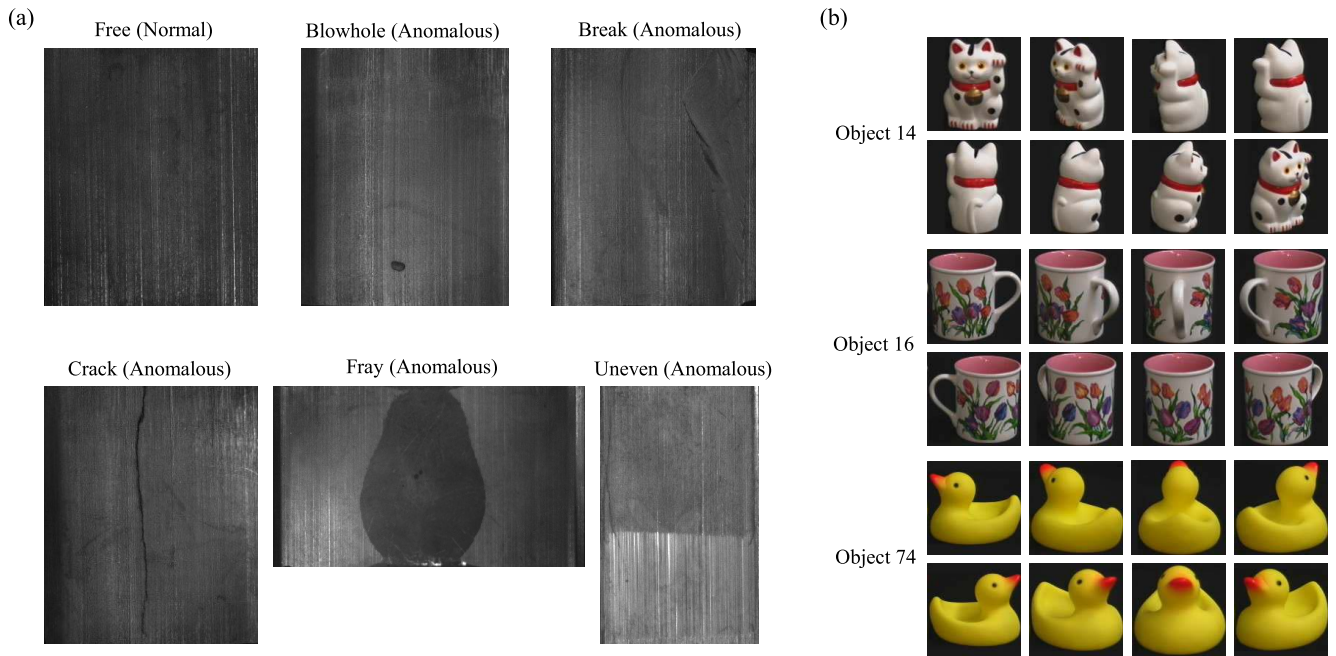 (a)
Free (Normal)
Blowhole (Anomalous)
Break (Anomalous)
Crack (Anomalous)
Fray (Anomalous)
Uneven (Anomalous)
(b)
Object 14
Object 16
Object 74